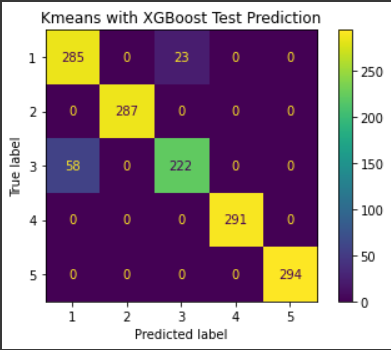 Kmeans with XGBoost Test Prediction
1 285 0 23 0 0
2 0 287 0 0 0
3 58 0 222 0 0
4 0 0 0 291 0
5 0 0 0 0 294
1 2 3 4 5
True label
Predicted label
250
200
150
100
50
0